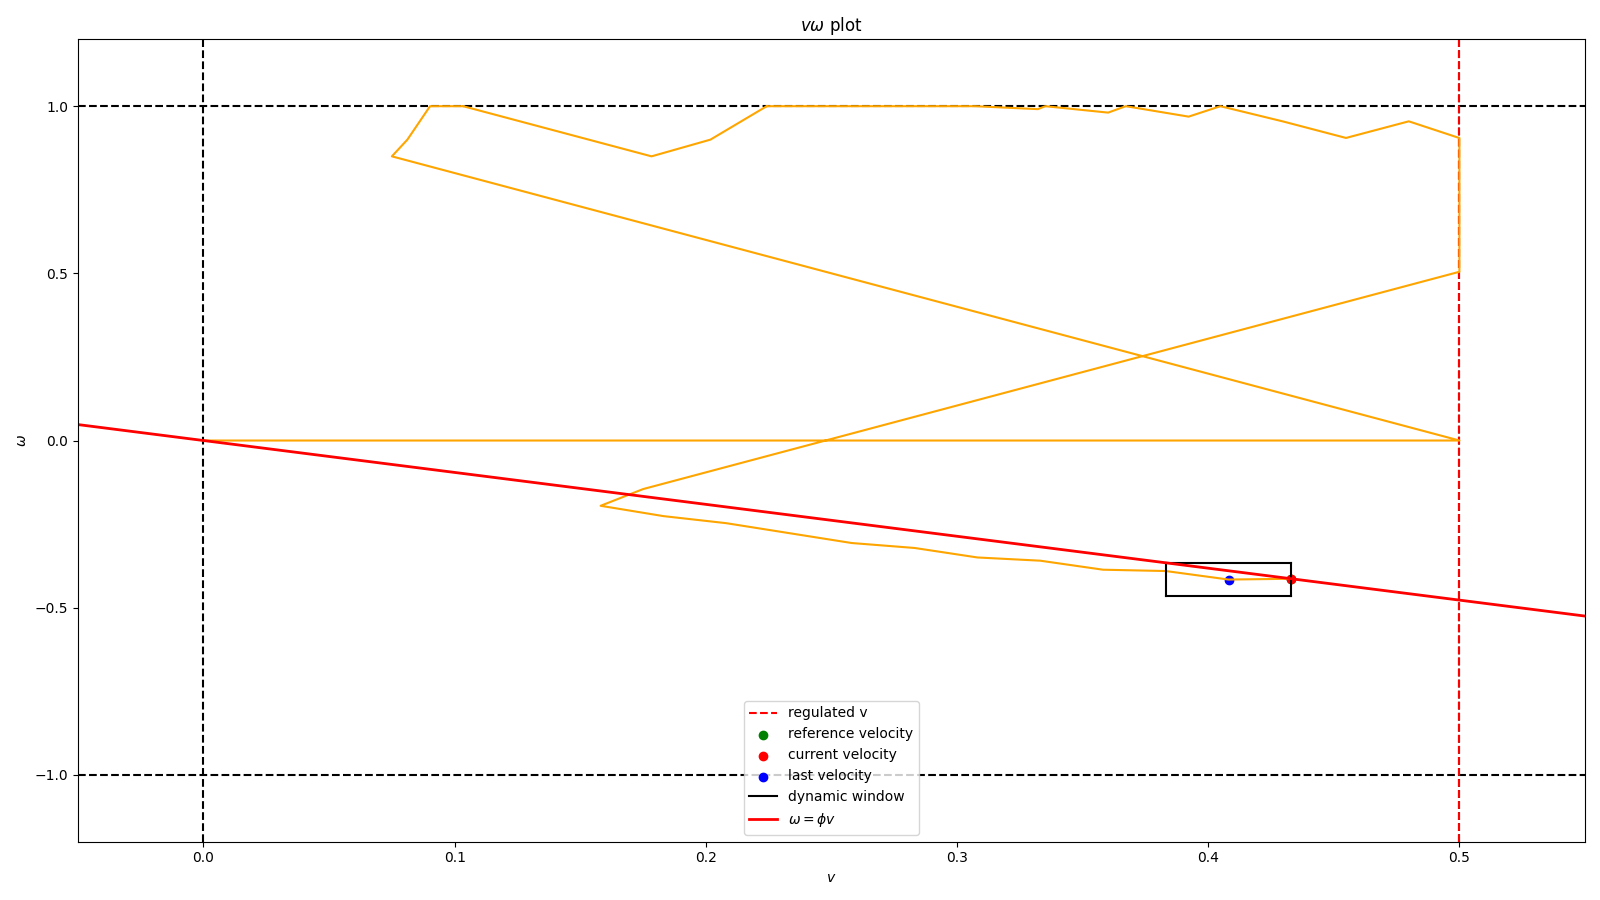 vω plot
1.0
0.5
0.0
−0.5
−1.0
ω
0.0 0.1 0.2 0.3 0.4 0.5
v
regulated v
reference velocity
current velocity
last velocity
dynamic window
ω = ϕv